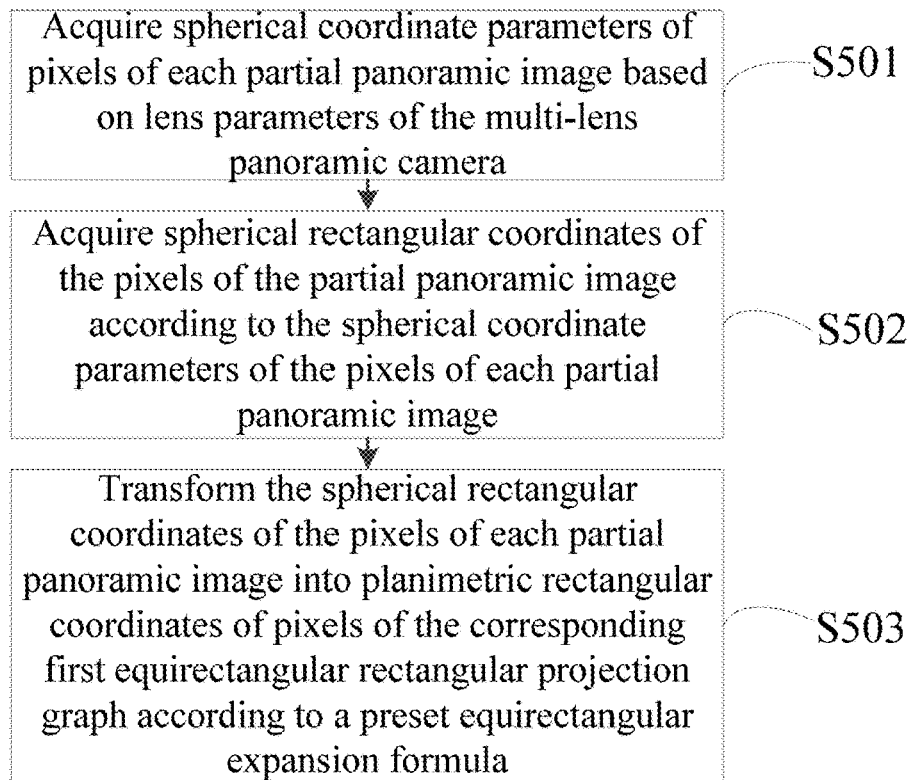 Acquire spherical coordinate parameters of
pixels of each partial panoramic image based
on lens parameters of the multi-lens
panoramic camera
S501
Acquire spherical rectangular coordinates of
the pixels of the partial panoramic image
according to the spherical coordinate
parameters of the pixels of each partial
panoramic image
S502
Transform the spherical rectangular
coordinates of the pixels of each partial
panoramic image into planimetric rectangular
coordinates of pixels of the corresponding
first equirectangular rectangular projection
graph according to a preset equirectangular
expansion formula
S503